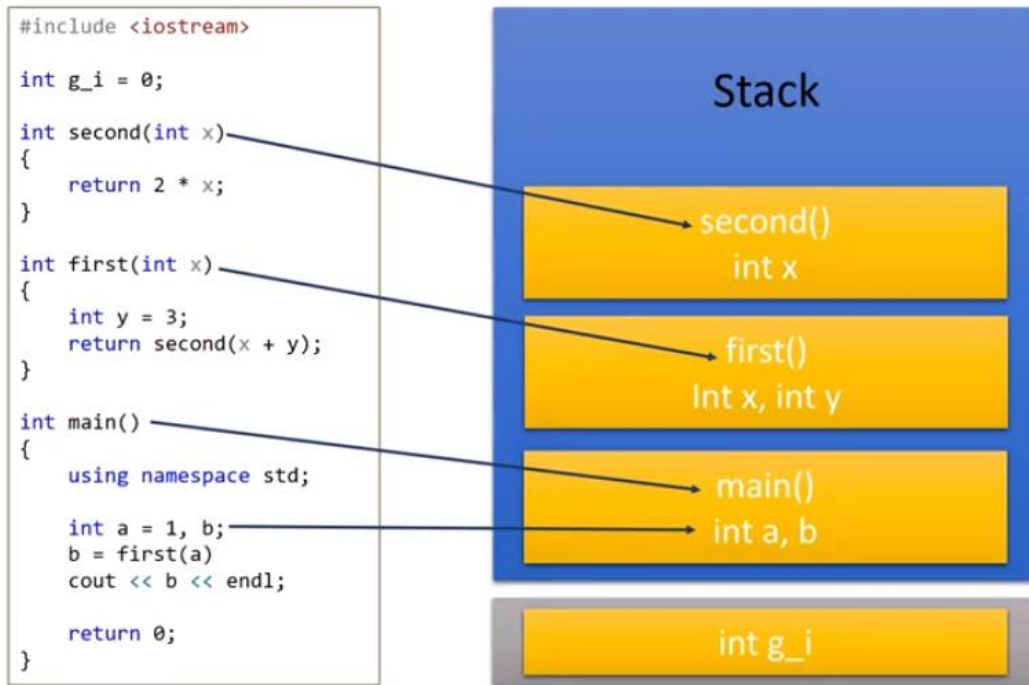 #include <iostream>
int g_i = 0;
int second(int x)
{
    return 2 * x;
}
int first(int x)
{
    int y = 3;
    return second(x + y);
}
int main()
{
    using namespace std;
    int a = 1, b;
    b = first(a)
    cout << b << endl;
    return 0;
}
Stack
second()
int x
first()
Int x, int y
main()
int a, b
int g_i